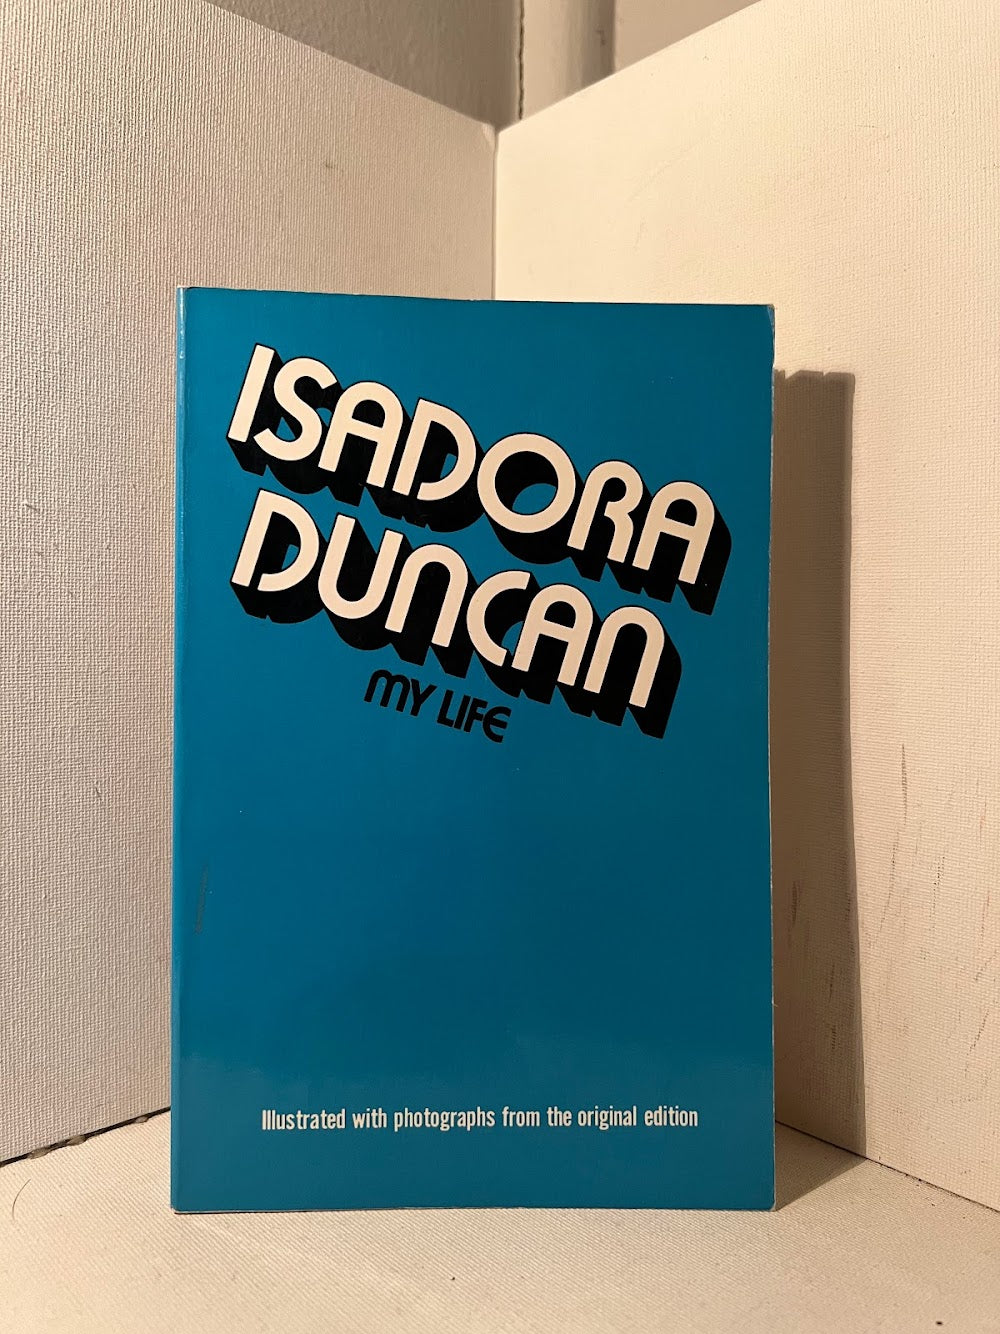 ISADORA
DUNCAN
MY LIFE
Illustrated with photographs from the original edition